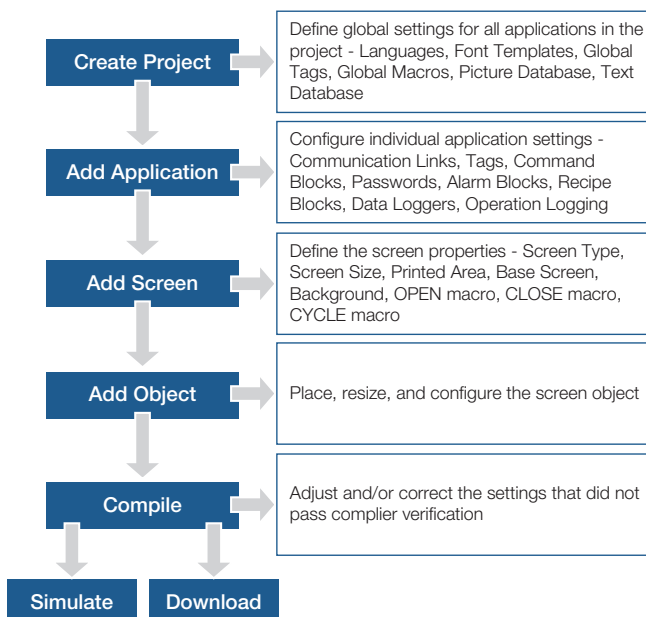 Create Project
Define global settings for all applications in the
project - Languages, Font Templates, Global
Tags, Global Macros, Picture Database, Text
Database
Add Application
Configure individual application settings -
Communication Links, Tags, Command
Blocks, Passwords, Alarm Blocks, Recipe
Blocks, Data Loggers, Operation Logging
Add Screen
Define the screen properties - Screen Type,
Screen Size, Printed Area, Base Screen,
Background, OPEN macro, CLOSE macro,
CYCLE macro
Add Object
Place, resize, and configure the screen object
Compile
Adjust and/or correct the settings that did not
pass complier verification
Simulate
Download